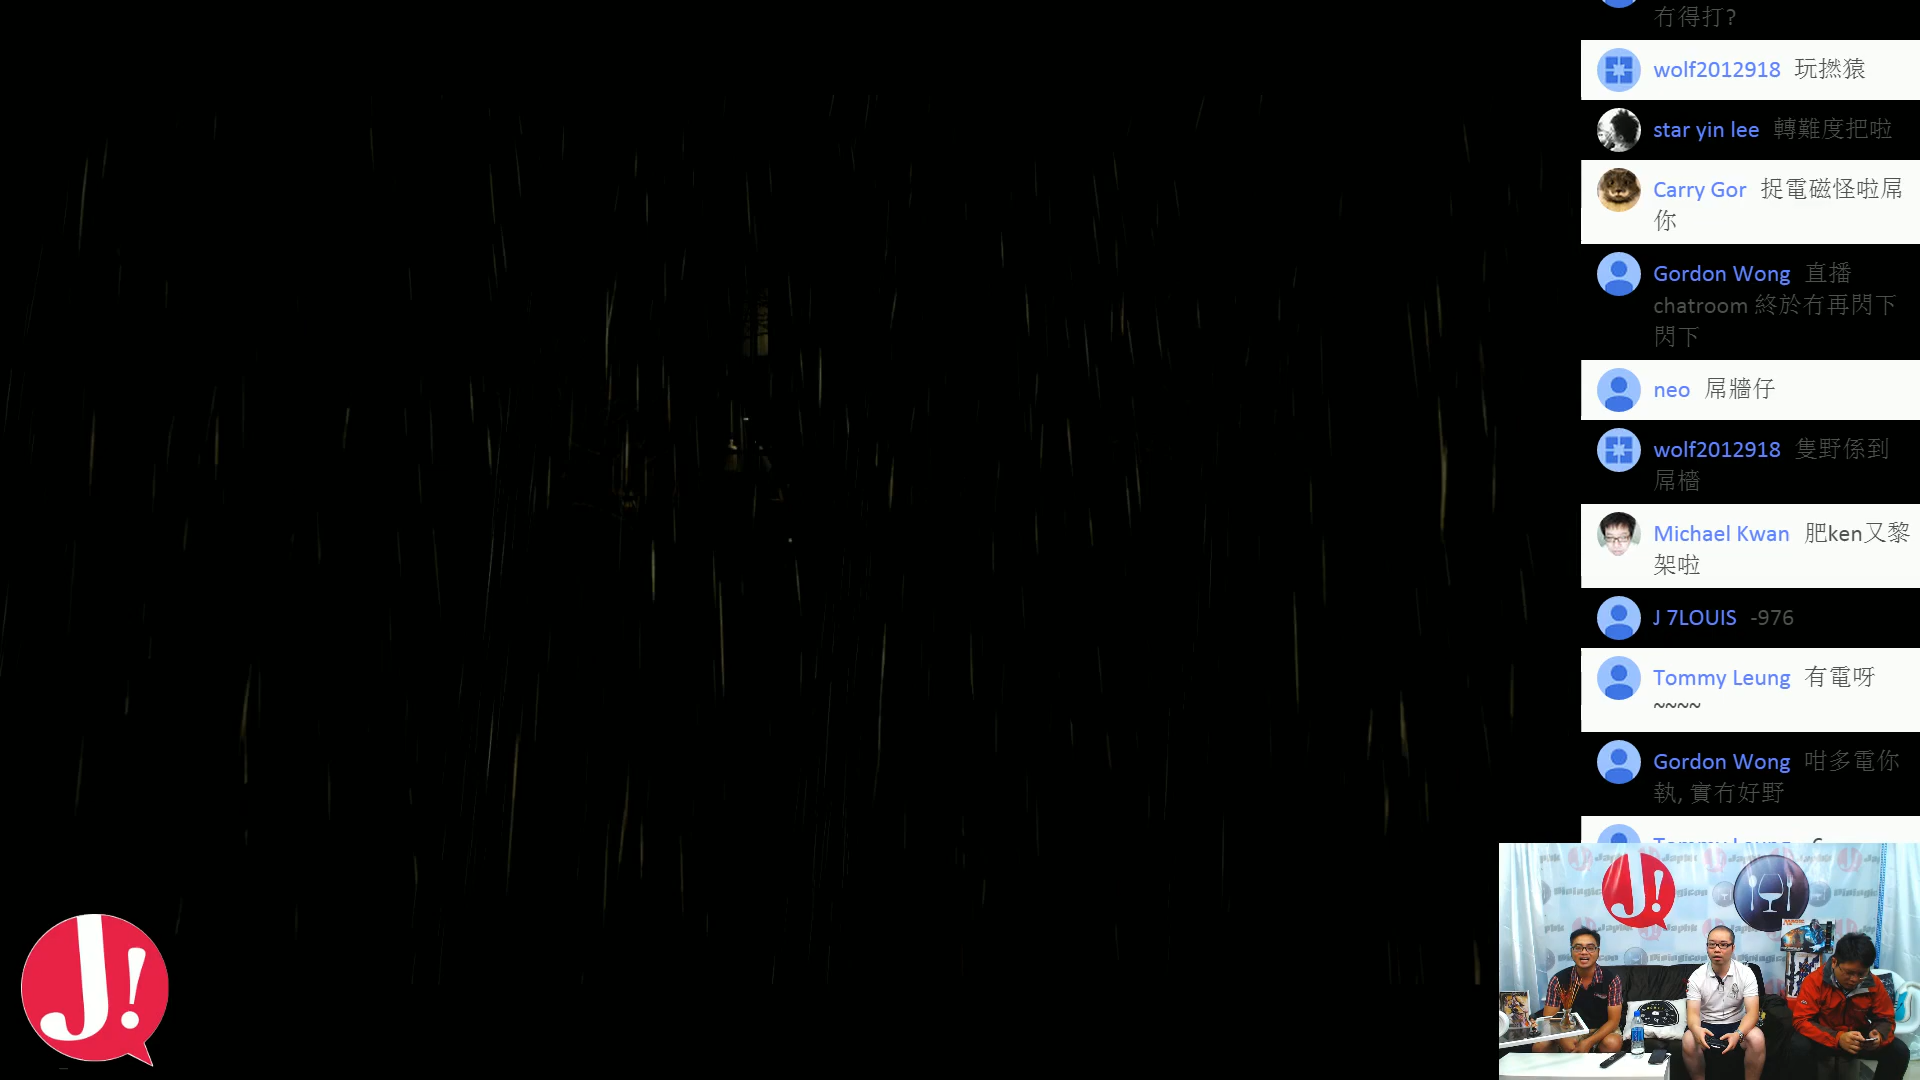 冇得打?
wolf2012918 玩撚猿
star yin lee 轉難度把啦
Carry Gor 捉電磁怪啦屌
你
Gordon Wong 直播
chatroom 終於冇再閃下
閃下
neo 屌牆仔
wolf2012918 隻野係到
屌檣
Michael Kwan 肥ken又黎
架啦
J 7LOUIS -976
Tommy Leung 有電呀
~~~~
Gordon Wong 咁多電你
執, 實冇好野
Tommy Leung
J!
J!